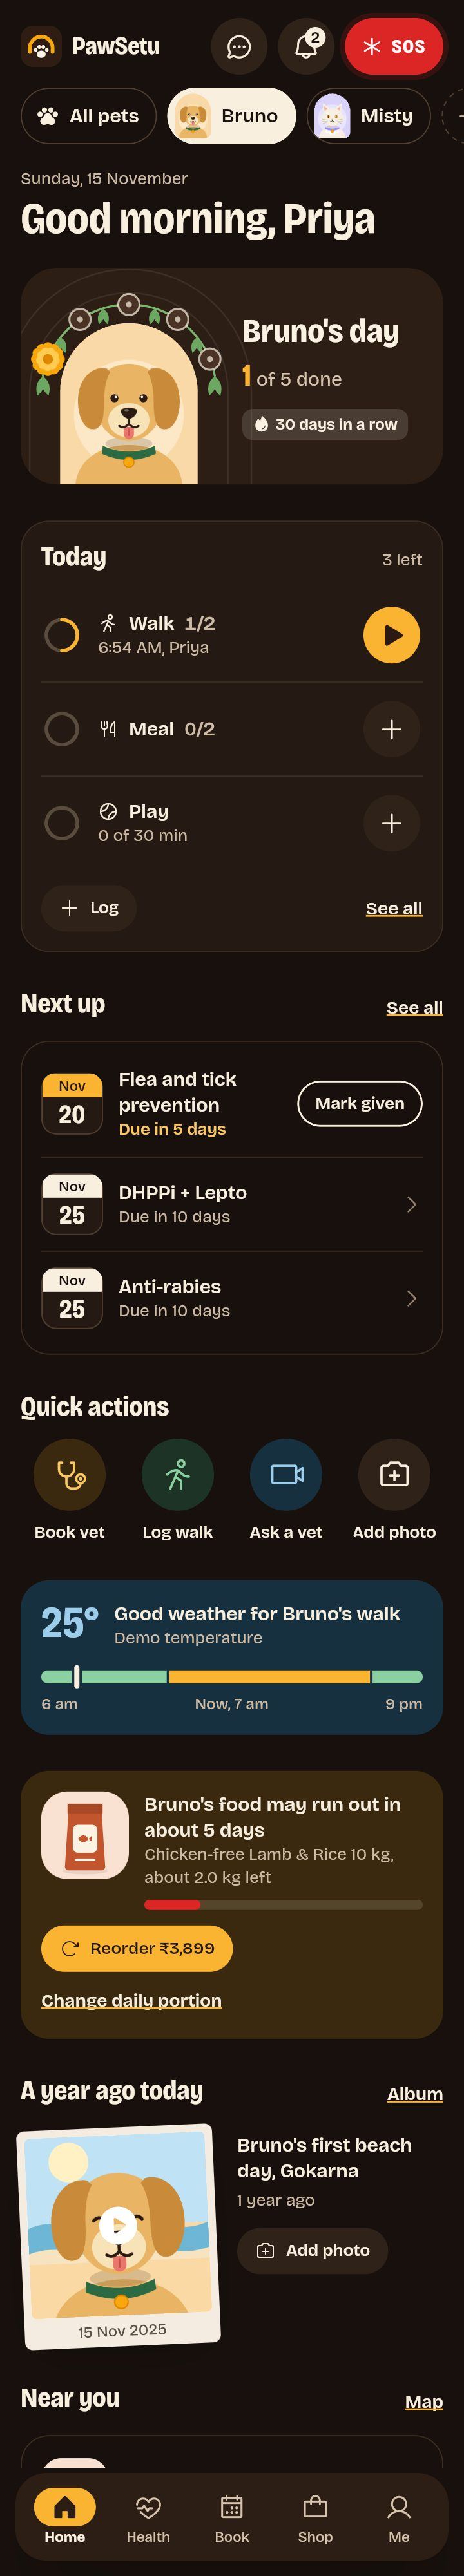 PawSetu
2
SOS
All pets
Bruno
Misty
Sunday, 15 November
Good morning, Priya
Bruno's day
1 of 5 done
30 days in a row
Today
3 left
Walk 1/2
6:54 AM, Priya
Meal 0/2
Play
0 of 30 min
Log
See all
Next up
See all
Nov
20
Flea and tick
prevention
Due in 5 days
Mark given
Nov
25
DHPPi + Lepto
Due in 10 days
Nov
25
Anti-rabies
Due in 10 days
Quick actions
Book vet
Log walk
Ask a vet
Add photo
25°
Good weather for Bruno's walk
Demo temperature
6 am
Now, 7 am
9 pm
Bruno's food may run out in
about 5 days
Chicken-free Lamb & Rice 10 kg,
about 2.0 kg left
Reorder ₹3,899
Change daily portion
A year ago today
Album
Bruno's first beach
day, Gokarna
1 year ago
Add photo
15 Nov 2025
Near you
Map
Home
Health
Book
Shop
Me